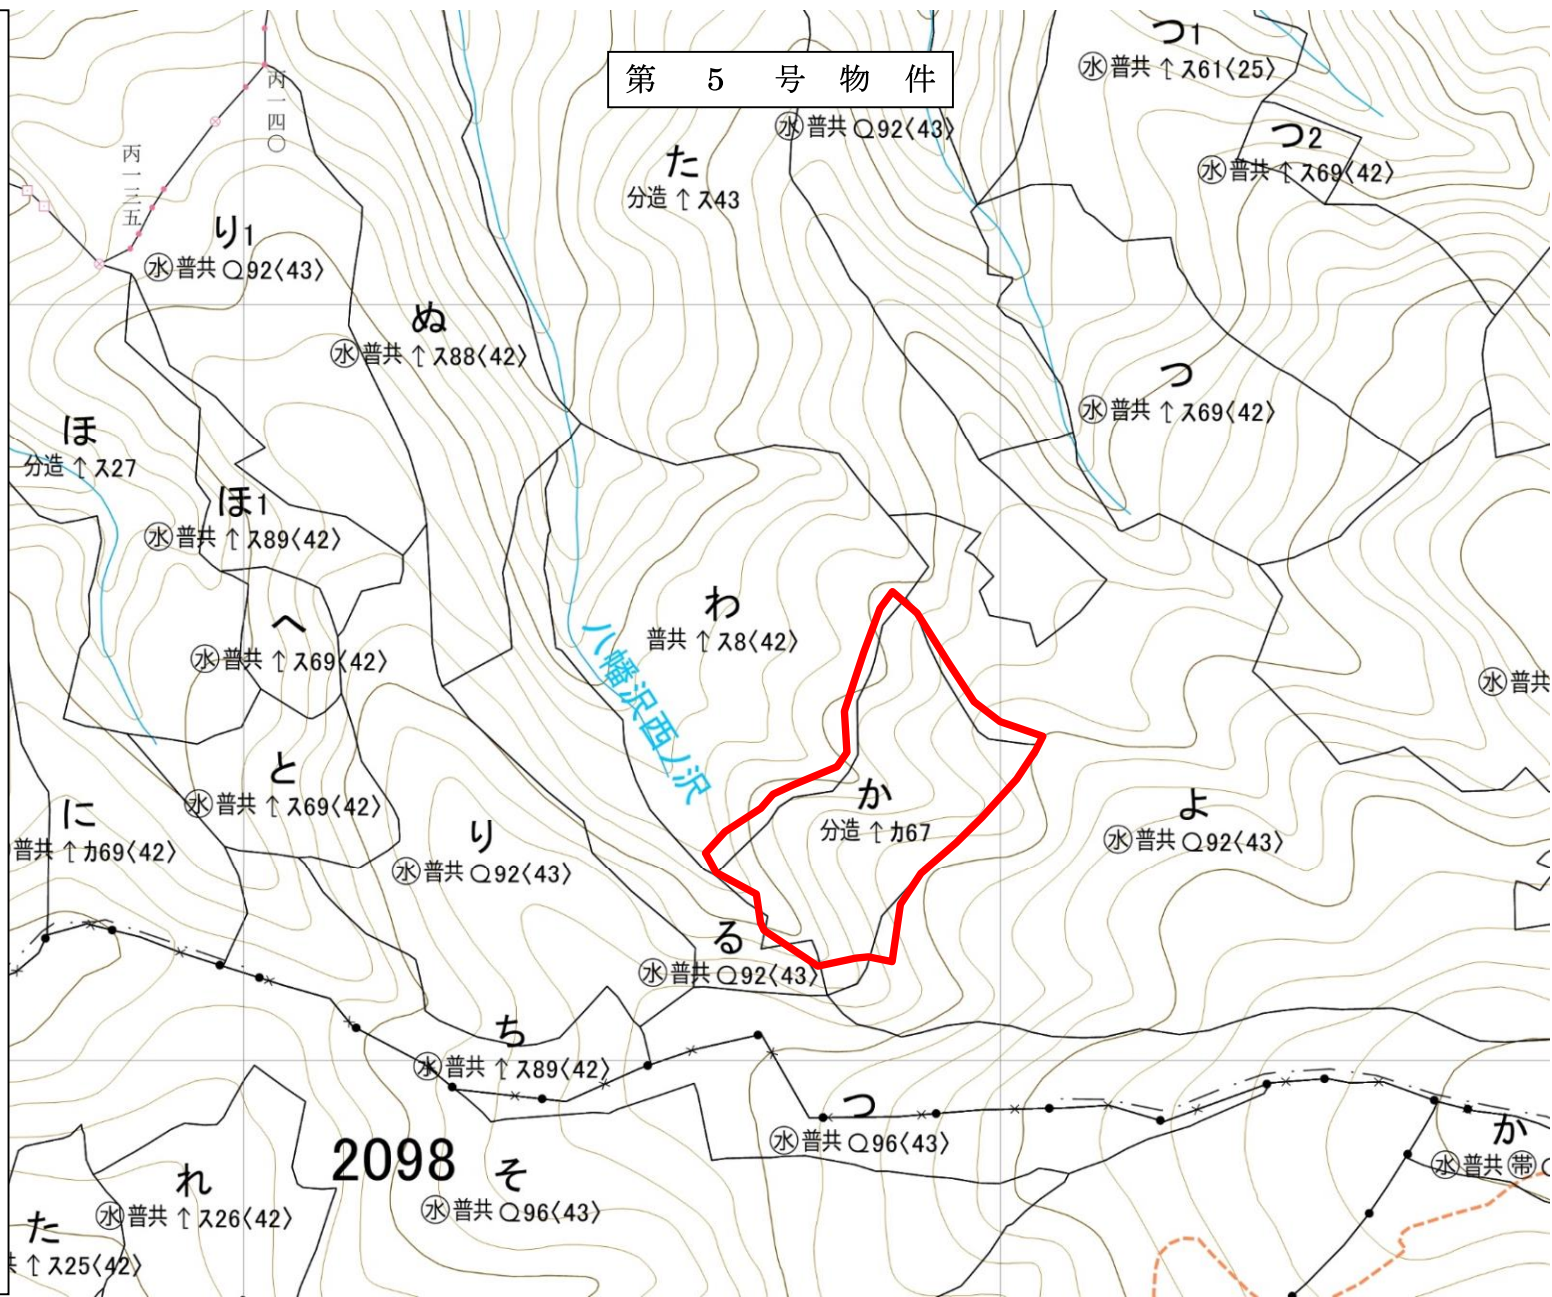 第 5 号 物 件
つ1
㊌普共↑ス61〈25〉
丙一四〇
㊌普共Q92〈43〉
つ2
㊌普共↑ス69〈42〉
た
分造↑ス43
丙一三五
り1
㊌普共Q92〈43〉
ぬ
㊌普共↑ス88〈42〉
つ
㊌普共↑ス69〈42〉
ほ
分造↑ス27
ほ1
㊌普共↑ス89〈42〉
わ
普共↑ス8〈42〉
へ
㊌普共↑ス69〈42〉
八幡沢西ノ沢
㊌普共
と
㊌普共↑ス69〈42〉
か
分造↑カ67
よ
㊌普共Q92〈43〉
に
普共↑カ69〈42〉
り
㊌普共Q92〈43〉
る
㊌普共Q92〈43〉
ち
㊌普共↑ス89〈42〉
つ
㊌普共Q96〈43〉
か
㊌普共㊝
2098
そ
㊌普共Q96〈43〉
れ
㊌普共↑ス26〈42〉
た
↑ス25〈42〉